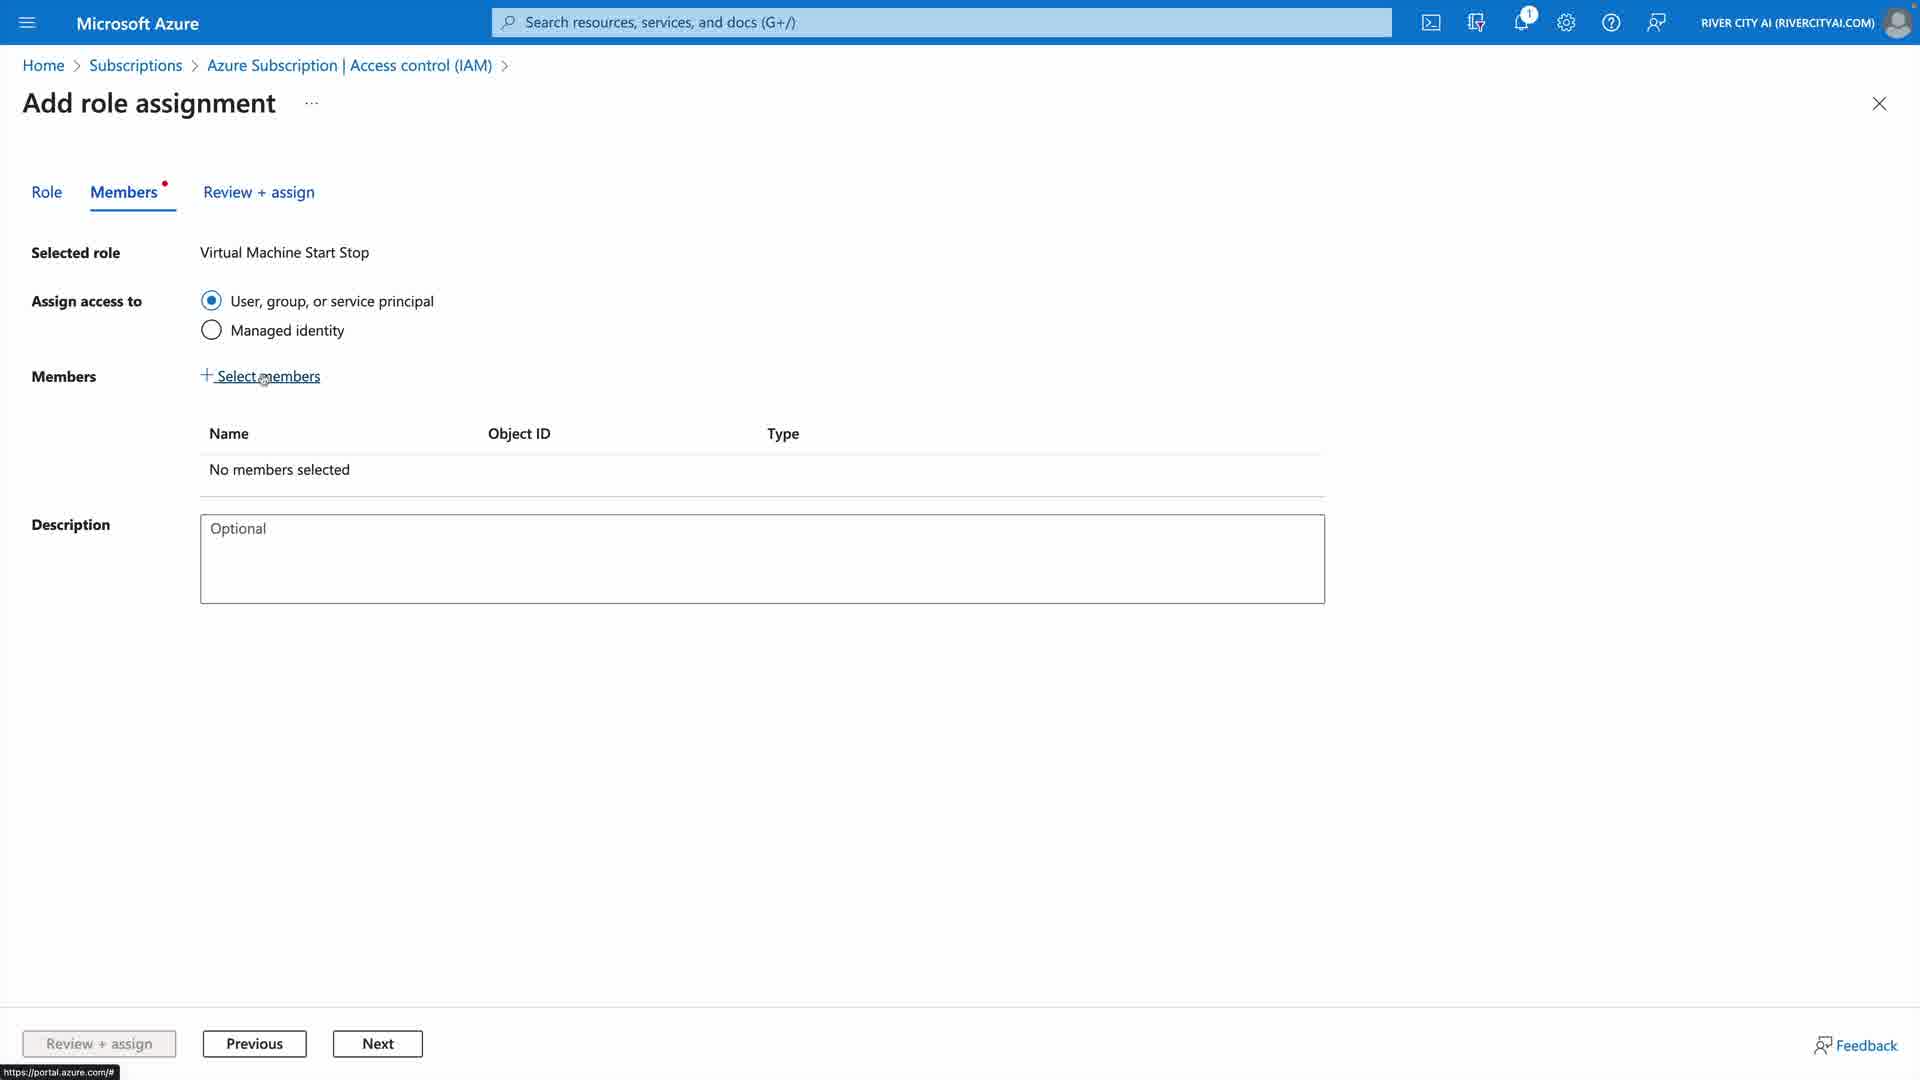 Microsoft Azure
Search resources, services, and docs (G+/)
1
RIVER CITY AI (RIVERCITYAI.COM)
Home > Subscriptions > Azure Subscription | Access control (IAM) >
Add role assignment ...
Role Members Review + assign
Selected role Virtual Machine Start Stop
Assign access to User, group, or service principal
Managed identity
Members + Select members
Name Object ID Type
No members selected
Description Optional
Review + assign Previous Next
Feedback
https://portal.azure.com/#